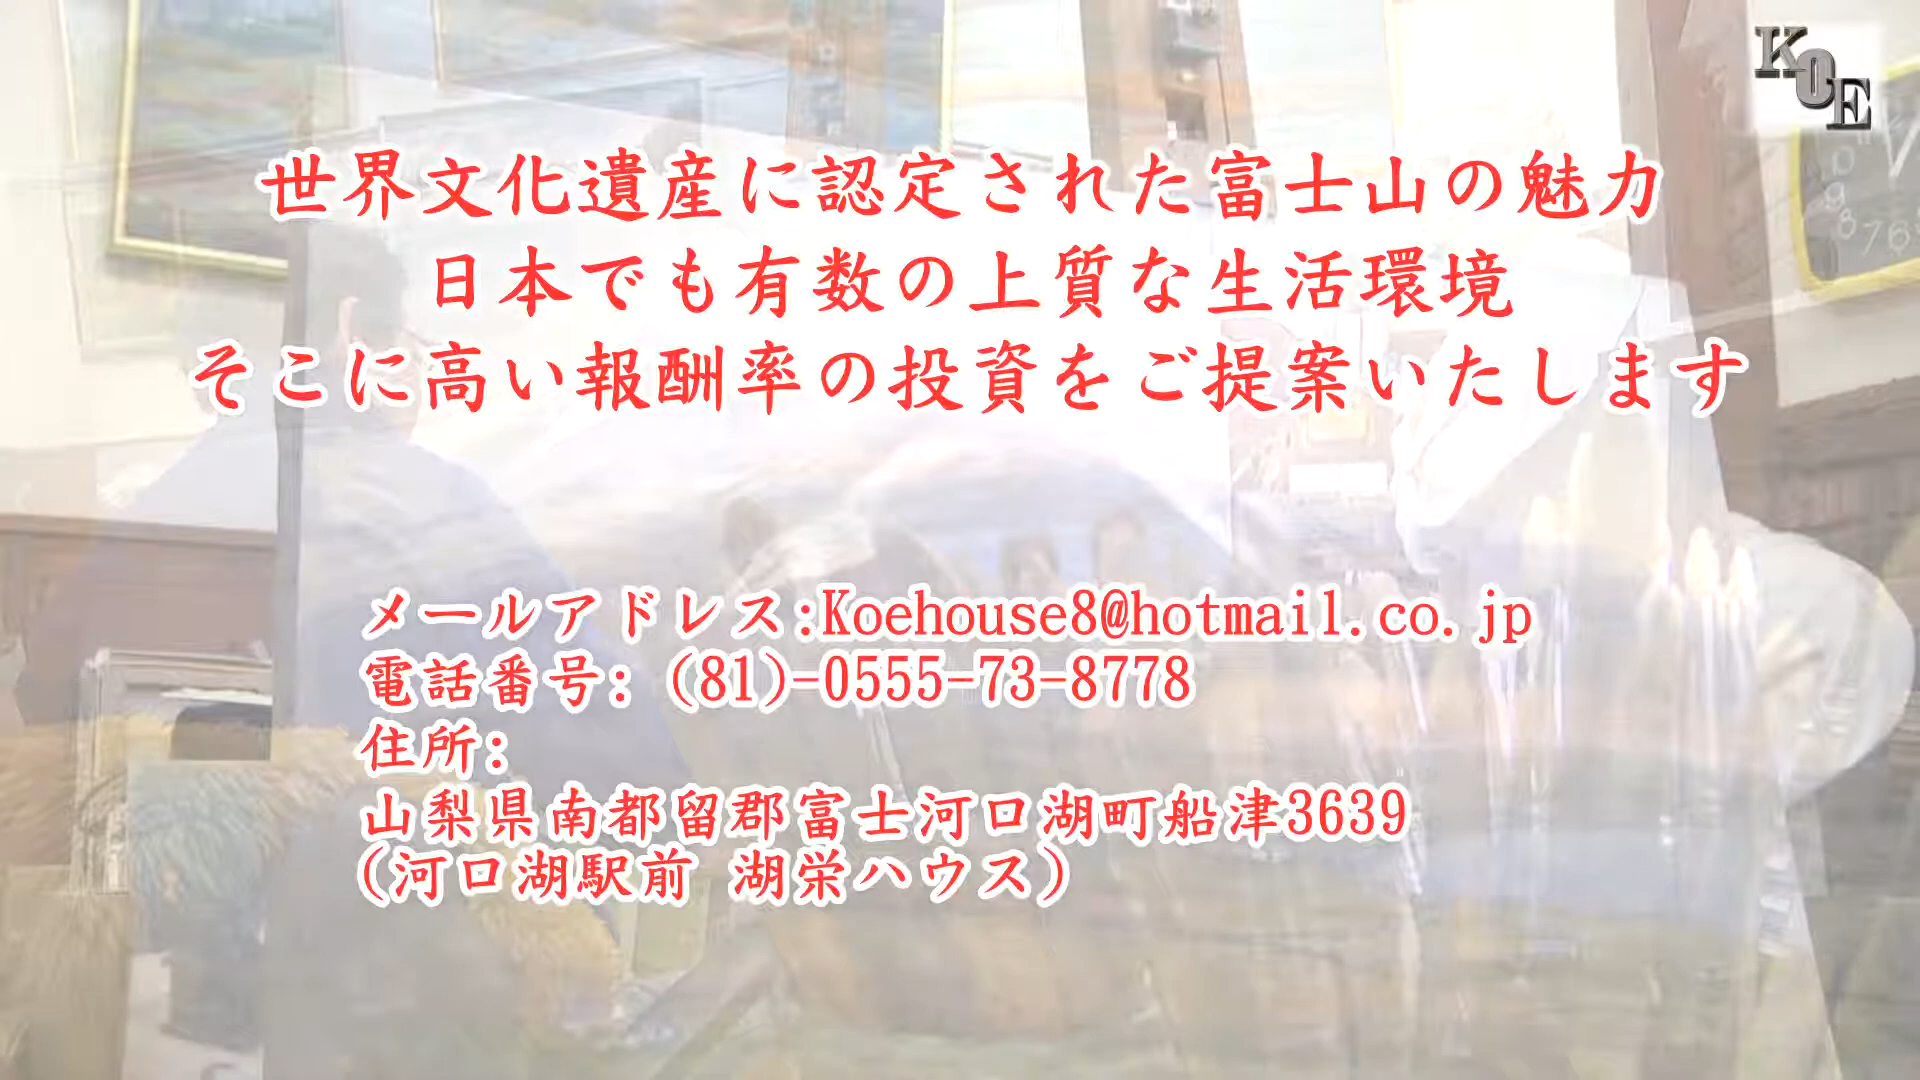 KOE
世界文化遺産に認定された富士山の魅力
日本でも有数の上質な生活環境
そこに高い報酬率の投資をご提案いたします
メールアドレス:Koehouse8@hotmail.co.jp
電話番号: (81)-0555-73-8778
住所:
山梨県南都留郡富士河口湖町船津3639
(河口湖駅前 湖栄ハウス)